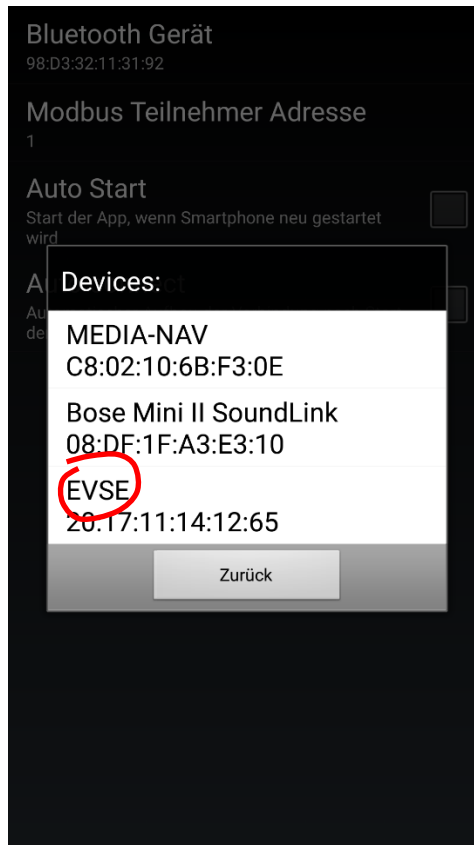 Bluetooth Gerät
98:D3:32:11:31:92
Modbus Teilnehmer Adresse
1
Auto Start
Start der App, wenn Smartphone neu gestartet
wird
Devices:
MEDIA-NAV
C8:02:10:6B:F3:0E
Bose Mini II SoundLink
08:DF:1F:A3:E3:10
EVSE
20:17:11:14:12:65
Zurück